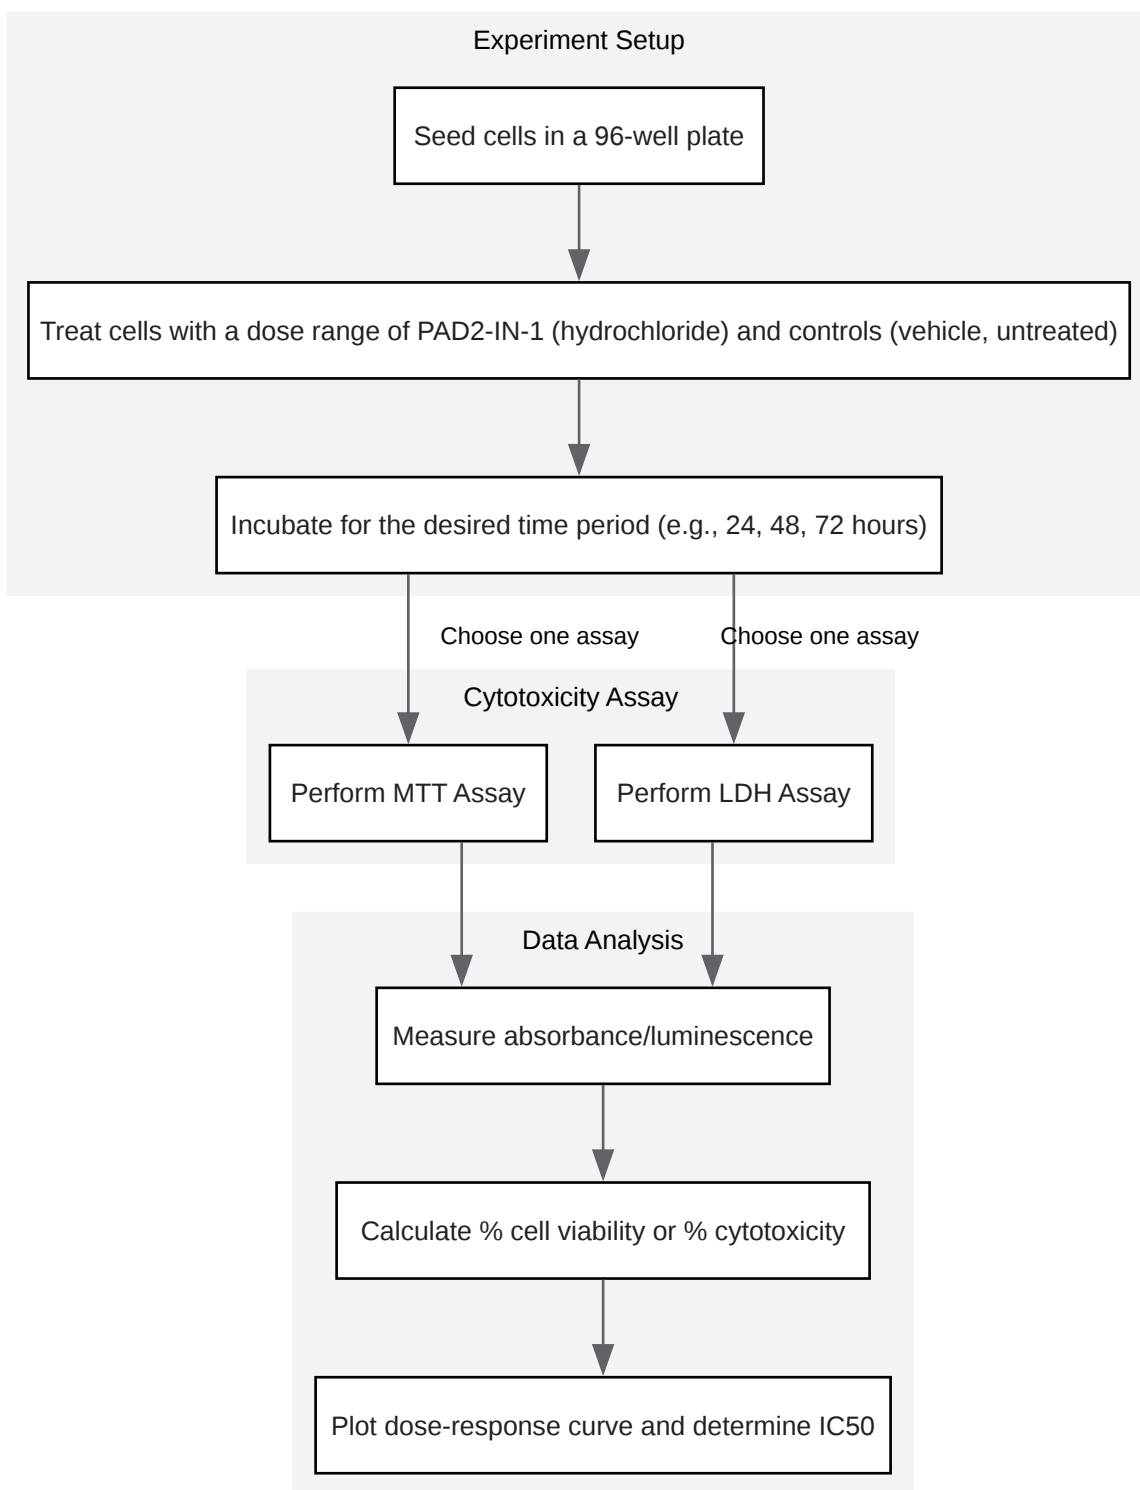 Experiment Setup
Seed cells in a 96-well plate
Treat cells with a dose range of PAD2-IN-1 (hydrochloride) and controls (vehicle, untreated)
Incubate for the desired time period (e.g., 24, 48, 72 hours)
Choose one assay
Choose one assay
Cytotoxicity Assay
Perform MTT Assay
Perform LDH Assay
Data Analysis
Measure absorbance/luminescence
Calculate % cell viability or % cytotoxicity
Plot dose-response curve and determine IC50